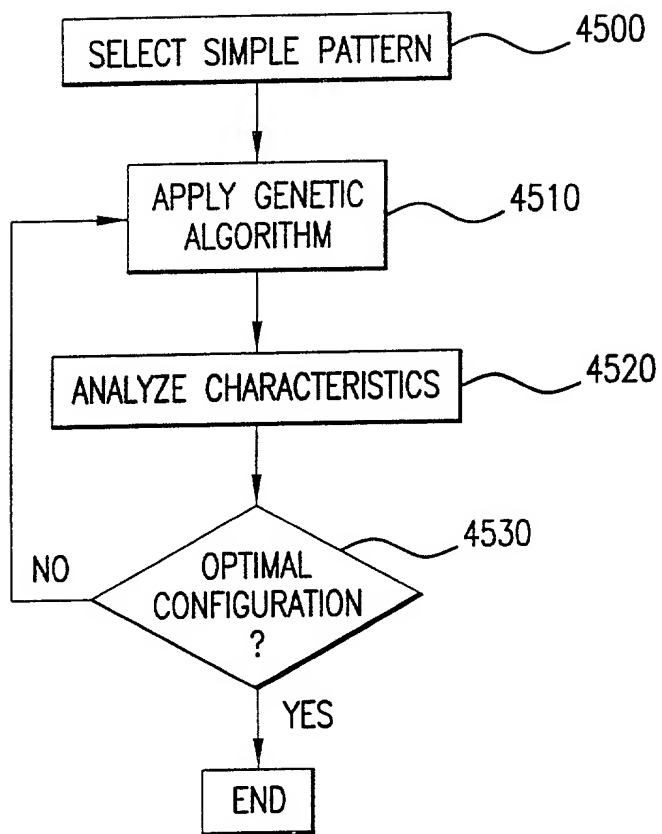 SELECT SIMPLE PATTERN
4500
APPLY GENETIC
ALGORITHM
4510
ANALYZE CHARACTERISTICS
4520
4530
OPTIMAL
CONFIGURATION
?
NO
YES
END